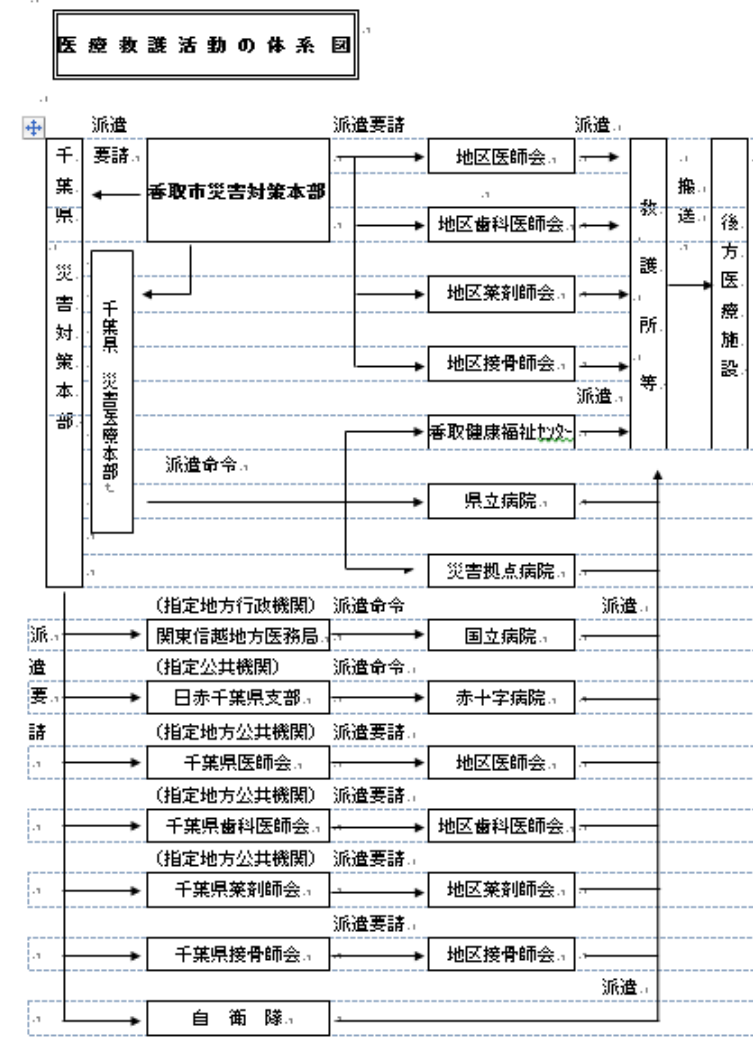 医療救護活動の体系図
派遣 派遣要請 派遣
要請
千葉県 災害対策本部
香取市災害対策本部
地区医師会
地区歯科医師会
地区薬剤師会
地区接骨師会
救護所等
搬送
後方医療施設
千葉県 災害医療本部
派遣
香取健康福祉センター
派遣命令
県立病院
災害拠点病院
(指定地方行政機関) 派遣命令 派遣
派遣要請
関東信越地方医務局 国立病院
(指定公共機関) 派遣命令
日赤千葉県支部 赤十字病院
(指定地方公共機関) 派遣要請
千葉県医師会 地区医師会
(指定地方公共機関) 派遣要請
千葉県歯科医師会 地区歯科医師会
(指定地方公共機関) 派遣要請
千葉県薬剤師会 地区薬剤師会
派遣要請
千葉県接骨師会 地区接骨師会
派遣
自衛隊